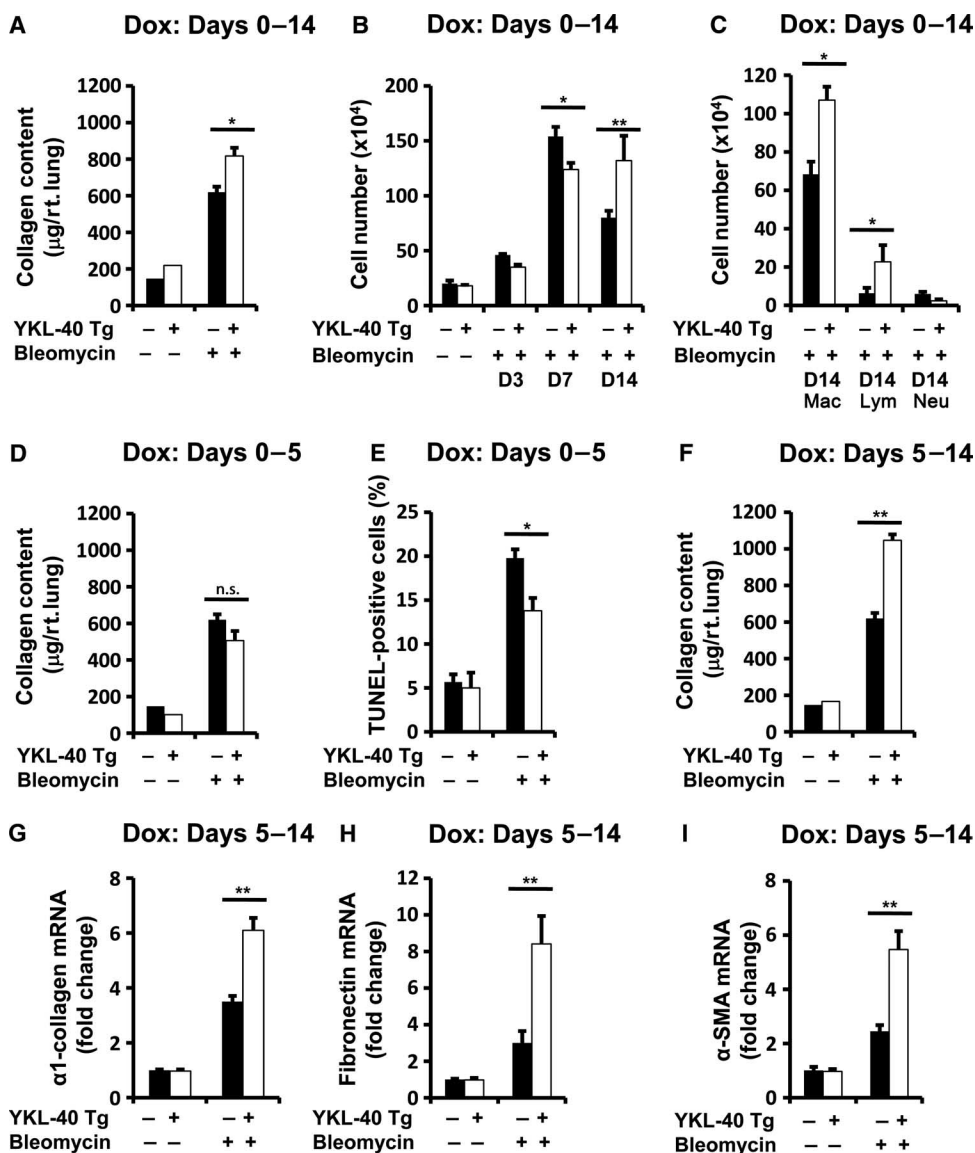 A Dox: Days 0–14
Collagen content
(µg/rt.lung)
1200
1000
800
600
400
200
0
*
YKL-40 Tg – + – +
Bleomycin – – + +
B Dox: Days 0–14
Cell number (x10⁴)
200
150
100
50
0
*
**
YKL-40 Tg – + – + – + – +
Bleomycin – – + + + + + +
D3 D7 D14
C Dox: Days 0–14
Cell number (x10⁴)
120
100
80
60
40
20
0
*
*
YKL-40 Tg – + – + – +
Bleomycin + + + + + +
D14 D14 D14
Mac Lym Neu
D Dox: Days 0–5
Collagen content
(µg/rt.lung)
1200
1000
800
600
400
200
0
n.s.
YKL-40 Tg – + – +
Bleomycin – – + +
E Dox: Days 0–5
TUNEL-positive cells (%)
25
20
15
10
5
0
*
YKL-40 Tg – + – +
Bleomycin – – + +
F Dox: Days 5–14
Collagen content
(µg/rt.lung)
1200
1000
800
600
400
200
0
**
YKL-40 Tg – + – +
Bleomycin – – + +
G Dox: Days 5–14
α1-collagen mRNA
(fold change)
8
6
4
2
0
**
YKL-40 Tg – + – +
Bleomycin – – + +
H Dox: Days 5–14
Fibronectin mRNA
(fold change)
12
10
8
6
4
2
0
**
YKL-40 Tg – + – +
Bleomycin – – + +
I Dox: Days 5–14
α-SMA mRNA
(fold change)
8
6
4
2
0
**
YKL-40 Tg – + – +
Bleomycin – – + +